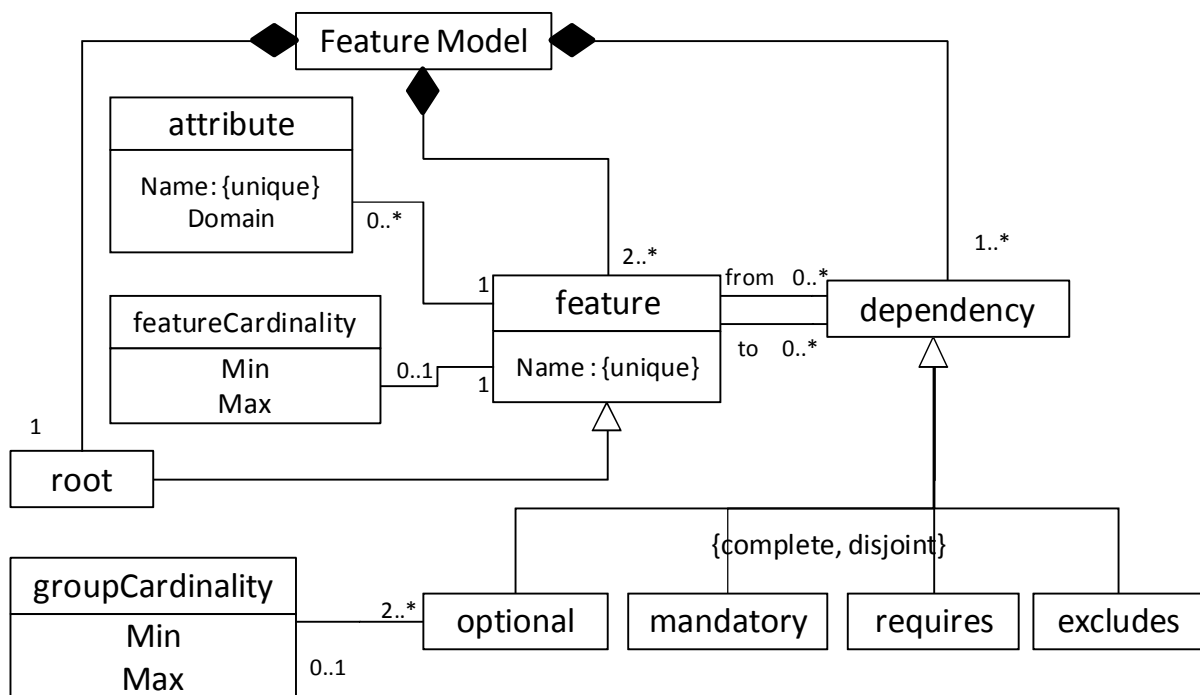 Feature Model
attribute
Name: {unique}
Domain
0..*
1..*
2..*
1
feature
Name : {unique}
from 0..*
to 0..*
dependency
featureCardinality
Min
Max
0..1
1
1
root
{complete, disjoint}
groupCardinality
Min
Max
2..*
0..1
optional
mandatory
requires
excludes